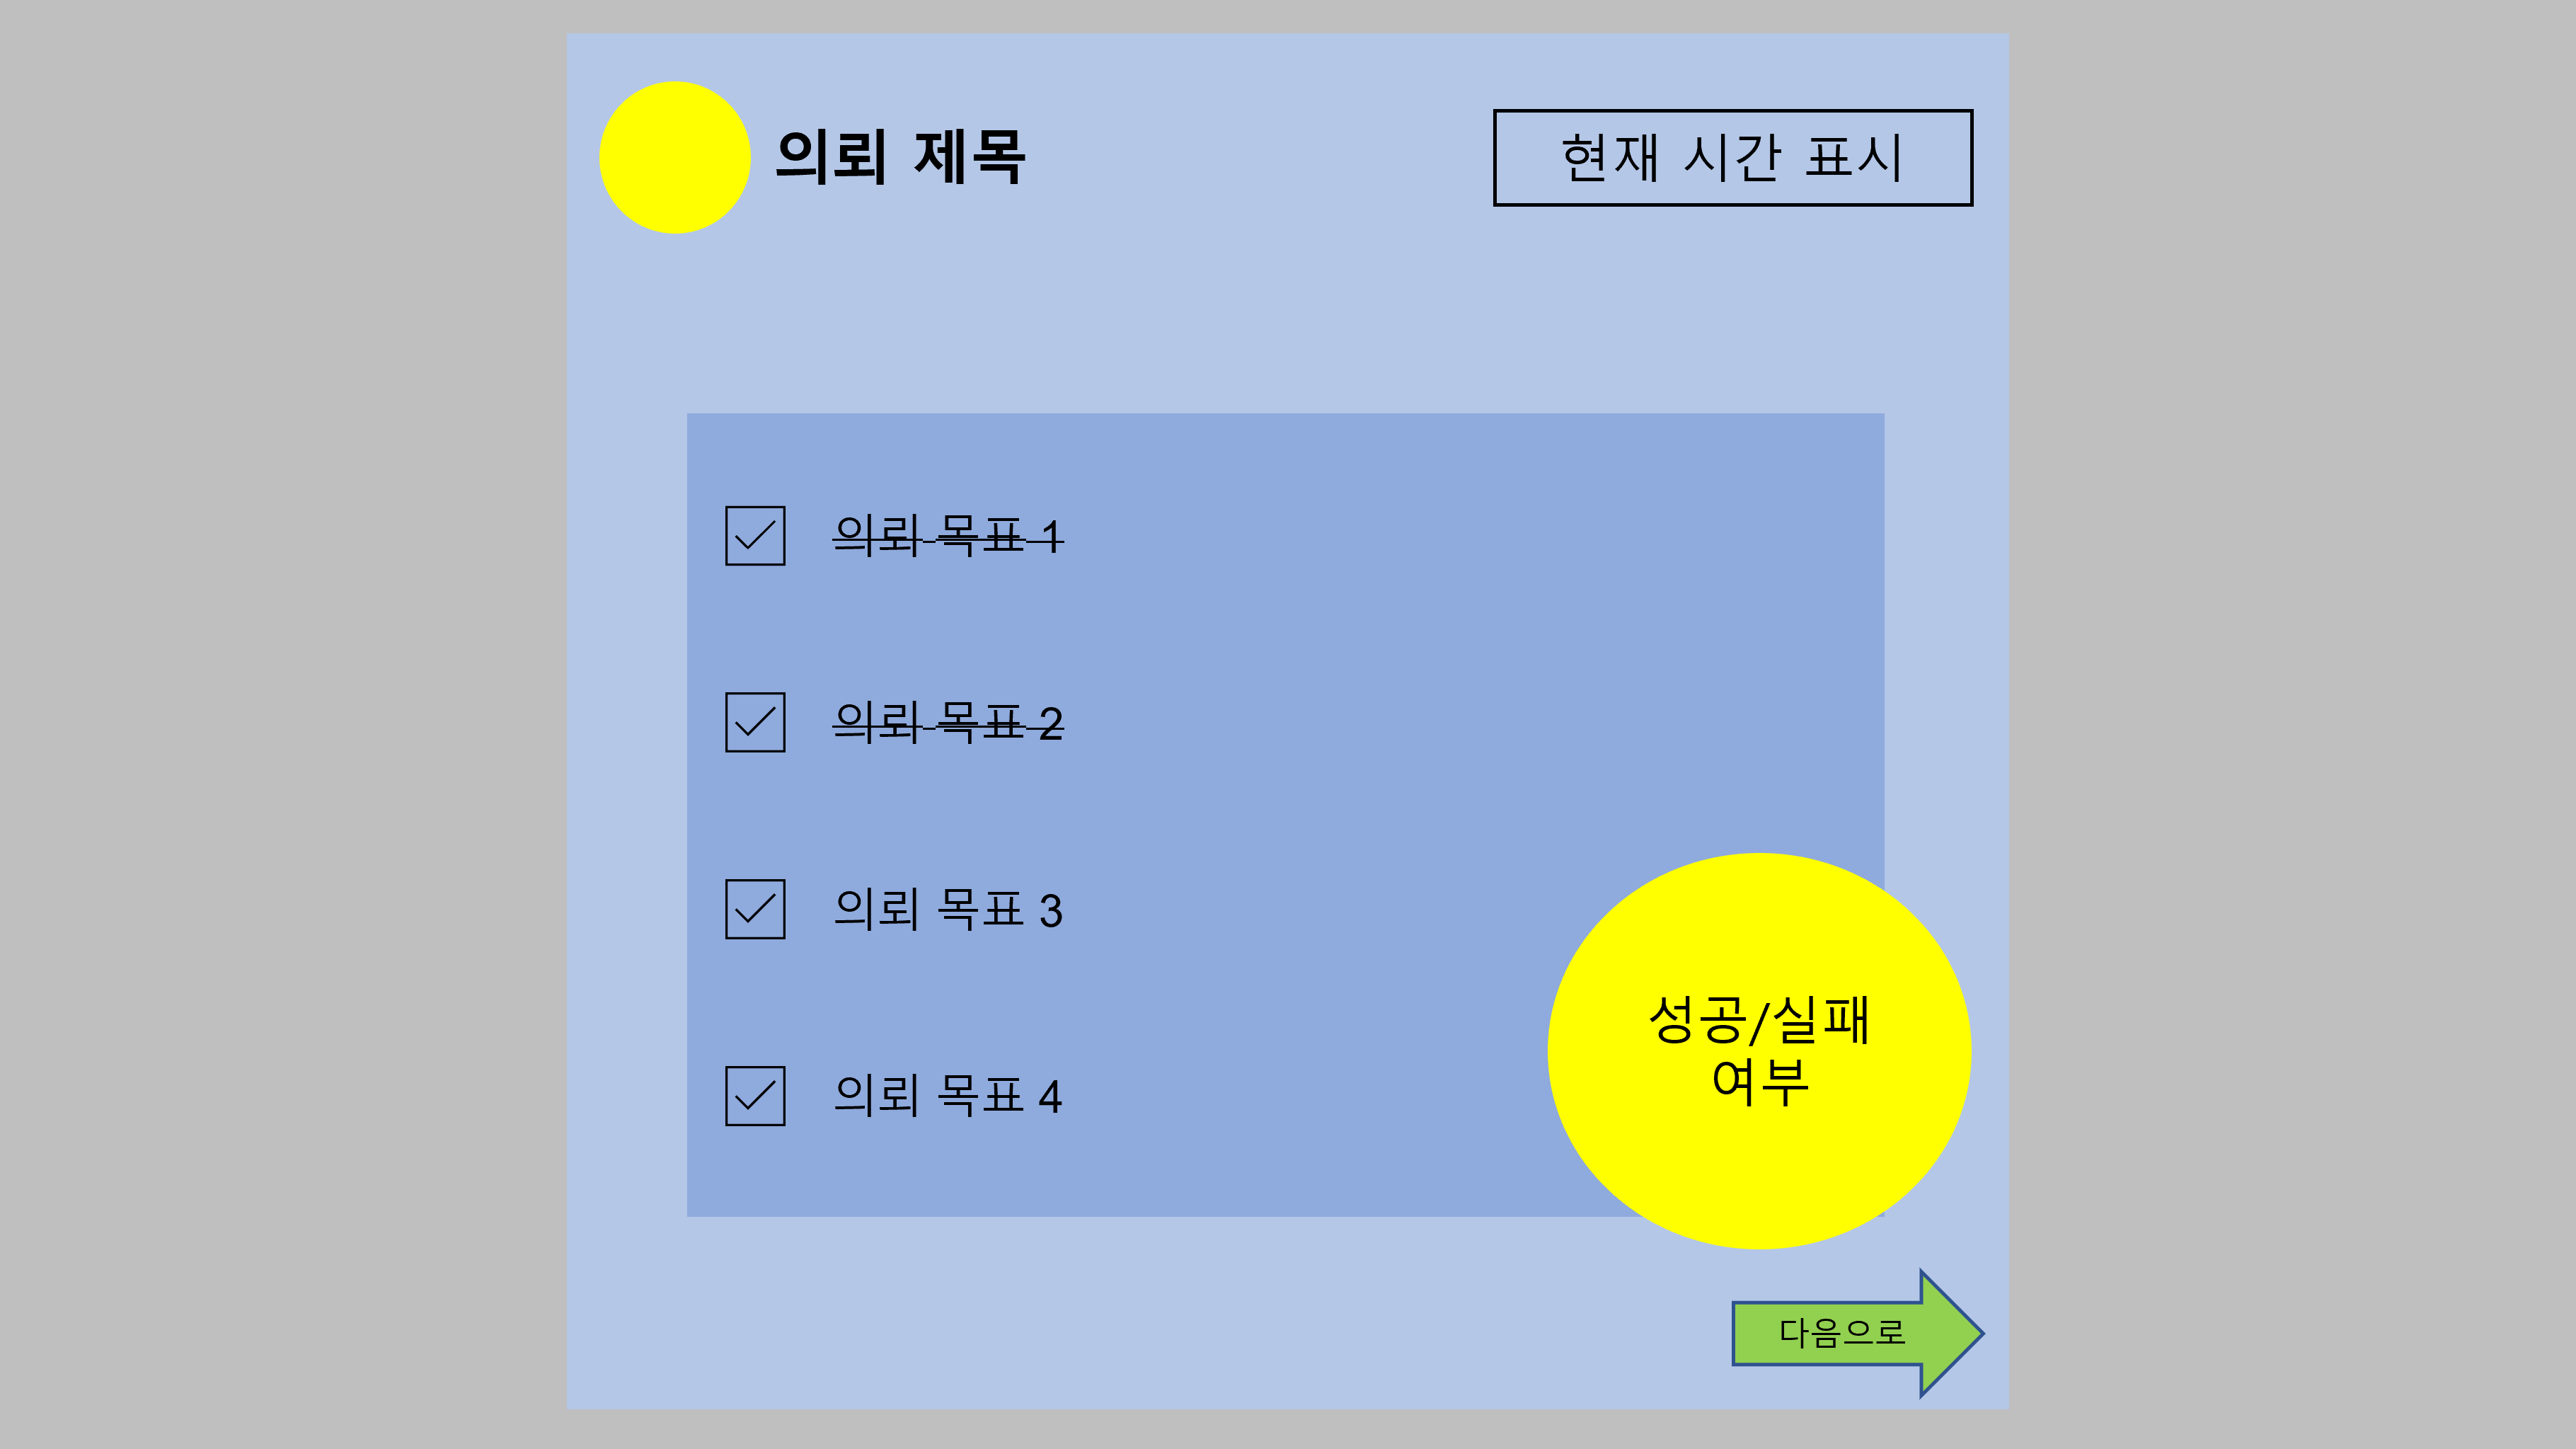 의뢰 제목
현재 시간 표시
의뢰 목표 1
의뢰 목표 2
의뢰 목표 3
의뢰 목표 4
성공/실패
여부
다음으로